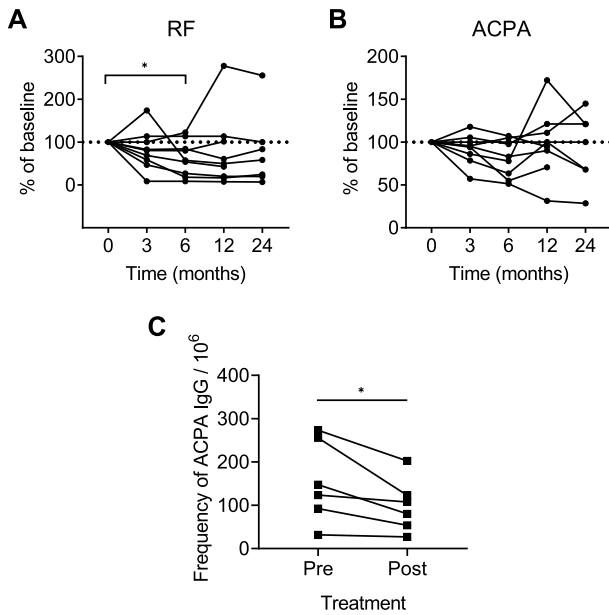 A
RF
*
% of baseline
300
200
100
0
0 3 6 12 24
Time (months)
B
ACPA
% of baseline
200
150
100
50
0
0 3 6 12 24
Time (months)
C
Frequency of ACPA IgG / 10⁶
*
400
300
200
100
0
Pre Post
Treatment